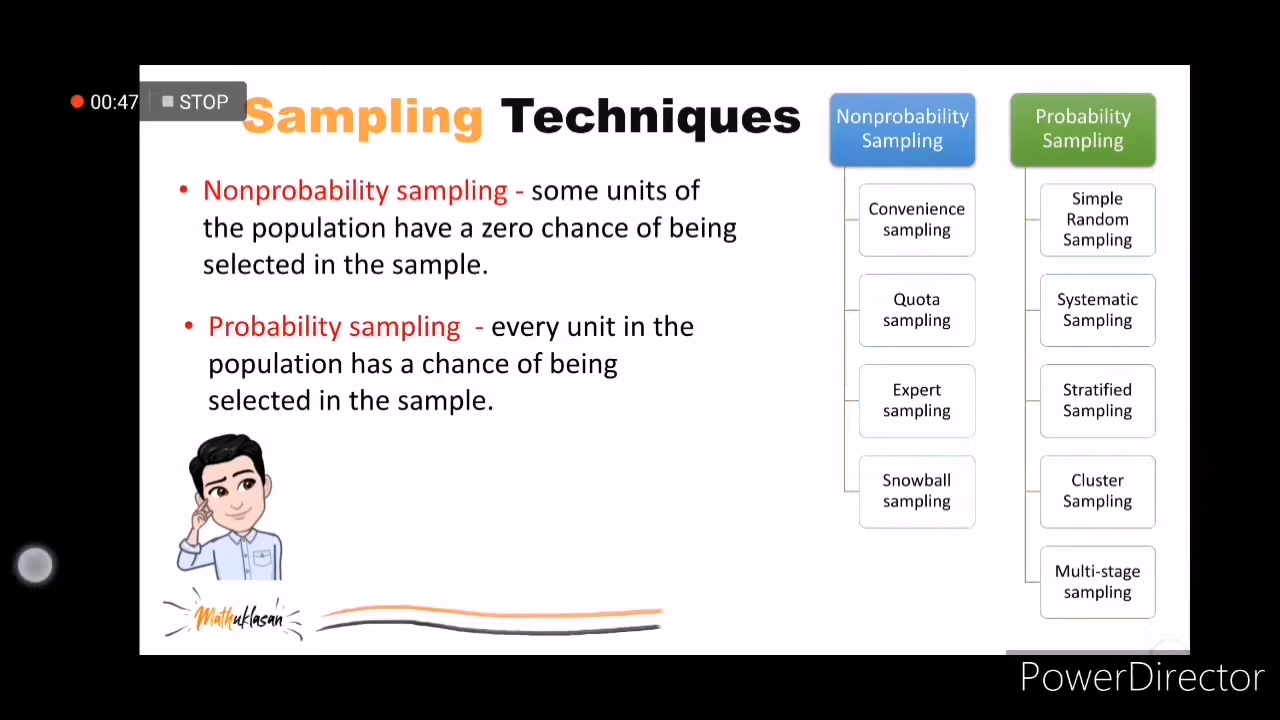 00:47 STOP
Sampling Techniques
• Nonprobability sampling - some units of
the population have a zero chance of being
selected in the sample.
• Probability sampling - every unit in the
population has a chance of being
selected in the sample.
Nonprobability
Sampling
Convenience
sampling
Quota
sampling
Expert
sampling
Snowball
sampling
Probability
Sampling
Simple
Random
Sampling
Systematic
Sampling
Stratified
Sampling
Cluster
Sampling
Multi-stage
sampling
Mathuklasan
PowerDirector